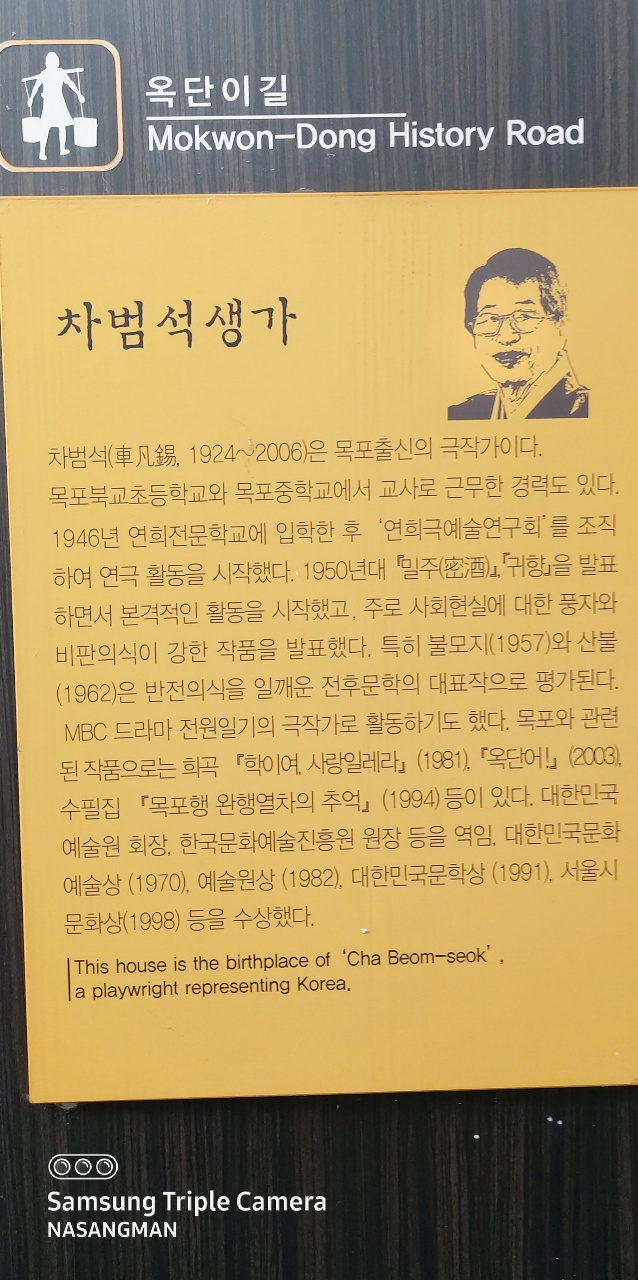 옥단이길
Mokwon-Dong History Road
차범석생가
차범석(車凡錫, 1924~2006)은 목포출신의 극작가이다.
목포북교초등학교와 목포중학교에서 교사로 근무한 경력도 있다.
1946년 연희전문학교에 입학한 후 '연희극예술연구회'를 조직
하여 연극 활동을 시작했다. 1950년대 『밀주(密酒)』,『귀향』을 발표
하면서 본격적인 활동을 시작했고, 주로 사회현실에 대한 풍자와
비판의식이 강한 작품을 발표했다. 특히 불모지(1957)와 산불
(1962)은 반전의식을 일깨운 전후문학의 대표작으로 평가된다.
MBC 드라마 전원일기의 극작가로 활동하기도 했다. 목포와 관련
된 작품으로는 희곡 『학이여, 사랑일레라』 (1981), 『옥단어!』 (2003),
수필집 『목포행 완행열차의 추억』 (1994) 등이 있다. 대한민국
예술원 회장, 한국문화예술진흥원 원장 등을 역임, 대한민국문화
예술상 (1970), 예술원상 (1982), 대한민국문학상 (1991), 서울시
문화상(1998) 등을 수상했다.
This house is the birthplace of 'Cha Beom-seok',
a playwright representing Korea.
Samsung Triple Camera
NASANGMAN